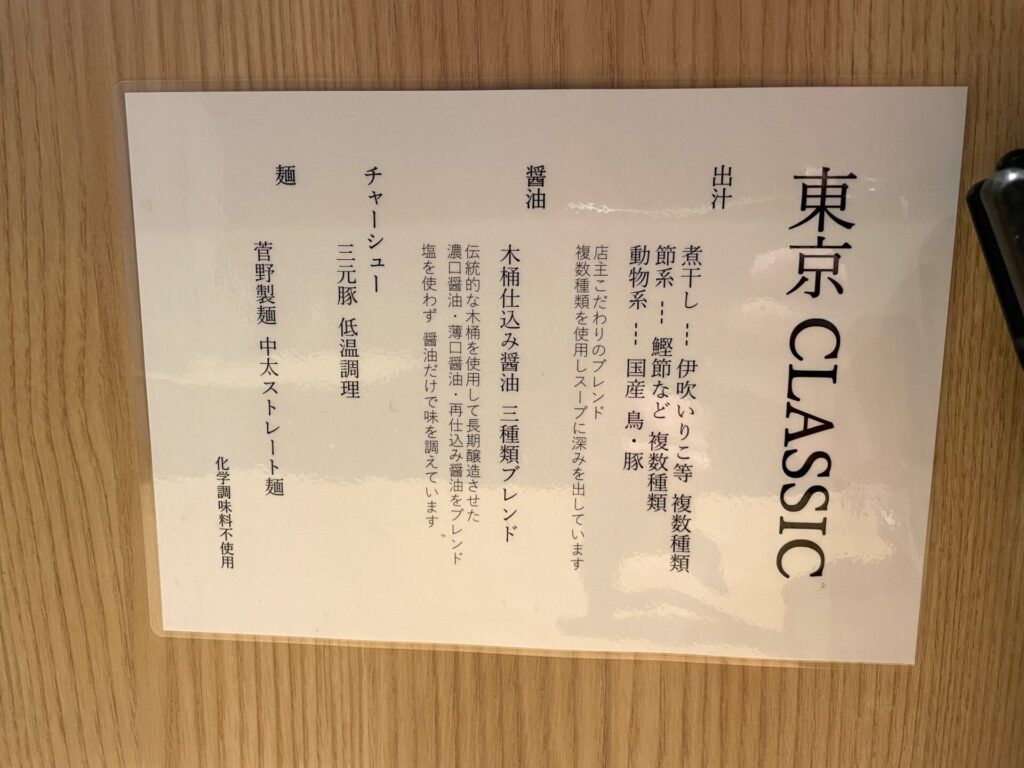 東京 CLASSIC
出汁
煮干し --- 伊吹いりこ等 複数種類
節系 --- 鰹節など 複数種類
動物系 --- 国産 鳥・豚
店主こだわりのブレンド
複数種類を使用しスープに深みを出しています
醤油
木桶仕込み醤油 三種類ブレンド
伝統的な木桶を使用して長期醸造させた
濃口醤油・薄口醤油・再仕込み醤油をブレンド
塩を使わず 醤油だけで味を調えています。
チャーシュー
三元豚 低温調理
麺
菅野製麺 中太ストレート麺
化学調味料不使用